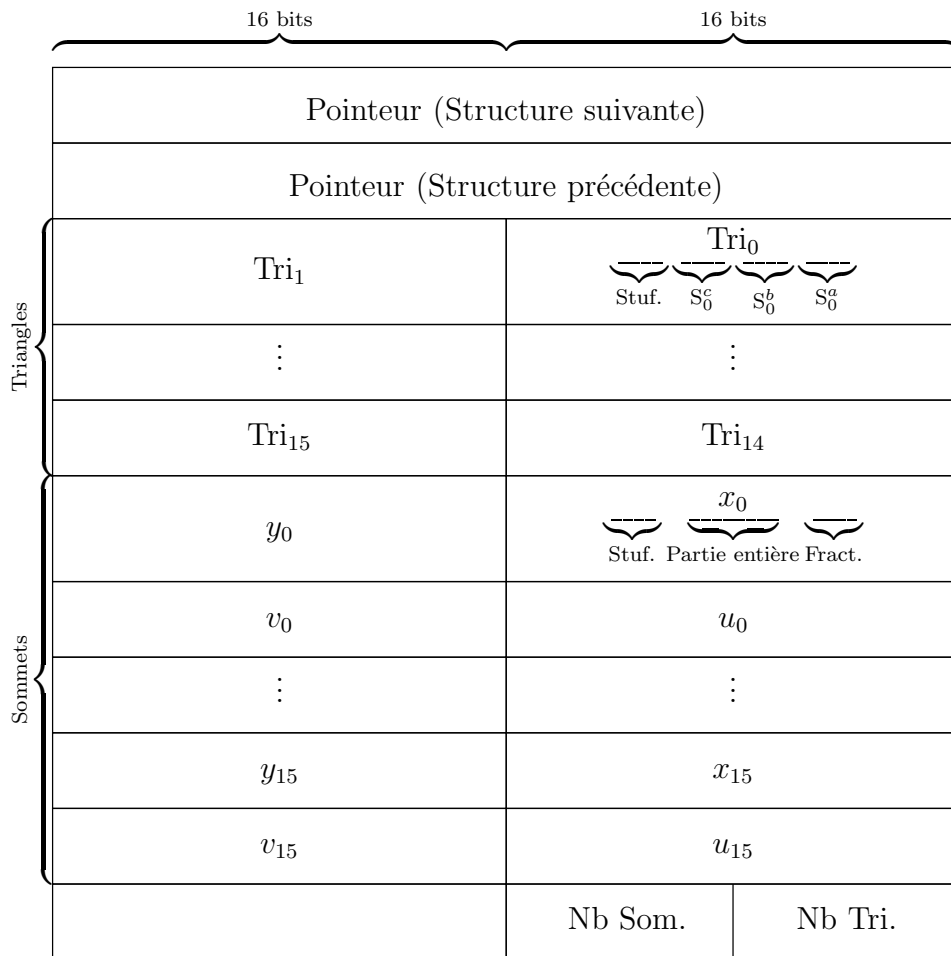 16 bits 16 bits
Pointeur (Structure suivante)
Pointeur (Structure précédente)
Triangles
Tri₁ Tri₀
Stuf. S₀ᶜ S₀ᵇ S₀ᵃ
⋮ ⋮
Tri₁₅ Tri₁₄
Sommets
y₀ x₀
Stuf. Partie entière Fract.
v₀ u₀
⋮ ⋮
y₁₅ x₁₅
v₁₅ u₁₅
Nb Som. Nb Tri.